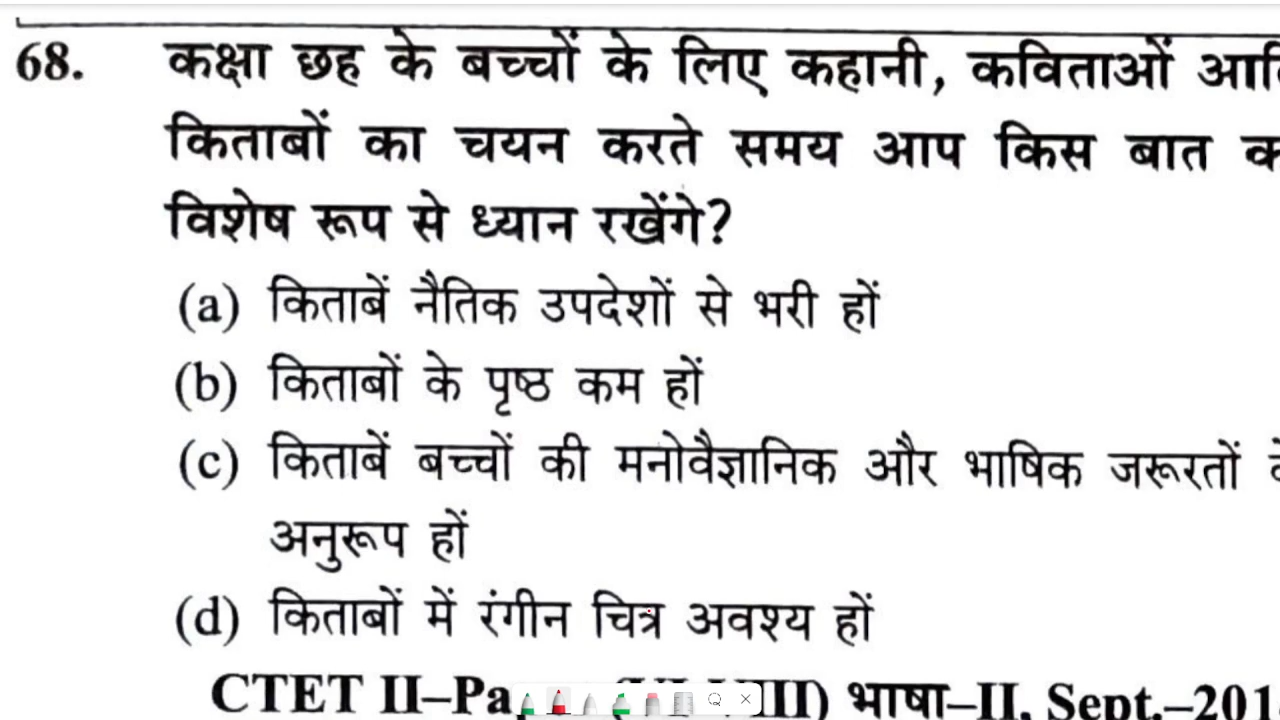 68. कक्षा छह के बच्चों के लिए कहानी, कविताओं
किताबों का चयन करते समय आप किस बात
विशेष रूप से ध्यान रखेंगे?
(a) किताबें नैतिक उपदेशों से भरी हों
(b) किताबों के पृष्ठ कम हों
(c) किताबें बच्चों की मनोवैज्ञानिक और भाषिक जरूरतों
अनुरूप हों
(d) किताबों में रंगीन चित्र अवश्य हों
CTET II–Pa भाषा–II, Sept.–201